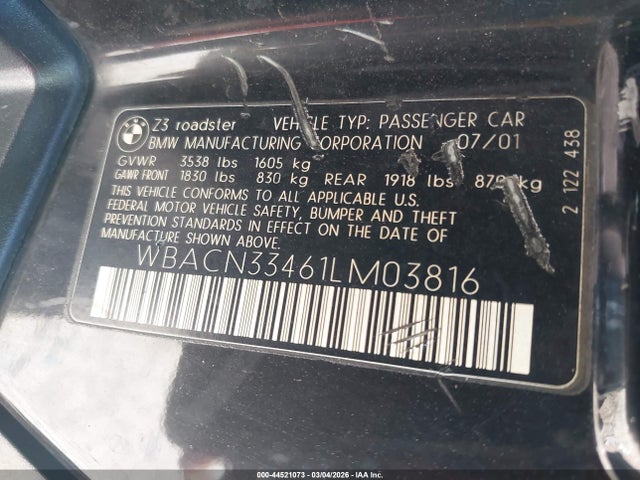 BMW
Z3 roadster VEHICLE TYP: PASSENGER CAR
BMW MANUFACTURING CORPORATION 07/01
GVWR 3538 lbs 1605 kg
GAWR FRONT 1830 lbs 830 kg REAR 1918 lbs kg
THIS VEHICLE CONFORMS TO ALL APPLICABLE U.S.
FEDERAL MOTOR VEHICLE SAFETY, BUMPER AND THEFT
PREVENTION STANDARDS IN EFFECT ON THE DATE OF
MANUFACTURE SHOWN ABOVE.
WBACN33461LM03816
2 122 438
000-44521073 - 03/04/2026 - IAA Inc.